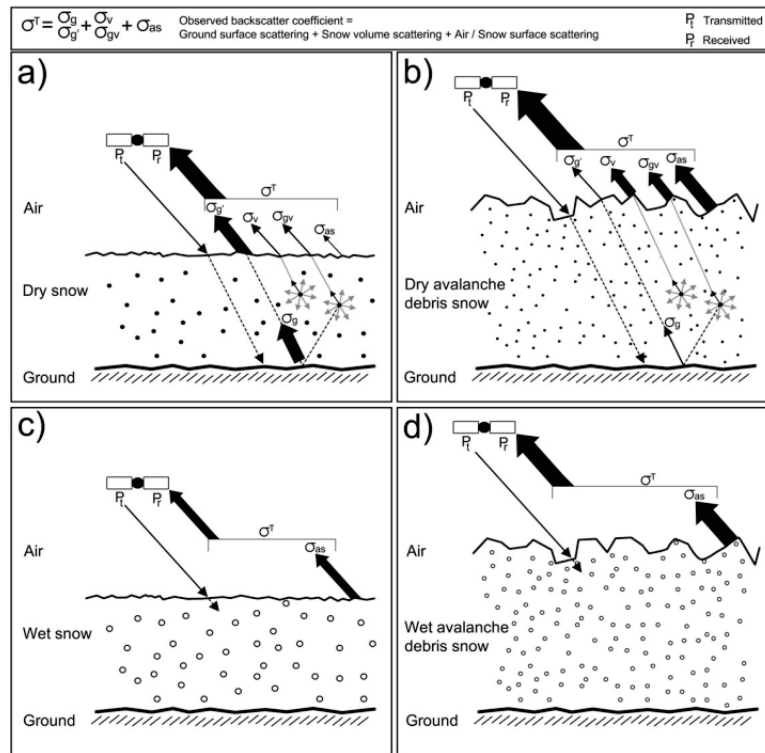 σᵀ = σg/σg' + σv/σgv + σas
Observed backscatter coefficient =
Ground surface scattering + Snow volume scattering + Air / Snow surface scattering
Pt Transmitted
Pr Received
a)
Pt Pr
σᵀ
σg' σv σgv σas
Air
Dry snow
σg
Ground
b)
Pt Pr
σᵀ
σg' σv σgv σas
Air
Dry avalanche
debris snow
σg
Ground
c)
Pt Pr
σᵀ
σas
Air
Wet snow
Ground
d)
Pt Pr
σᵀ
σas
Air
Wet avalanche
debris snow
Ground